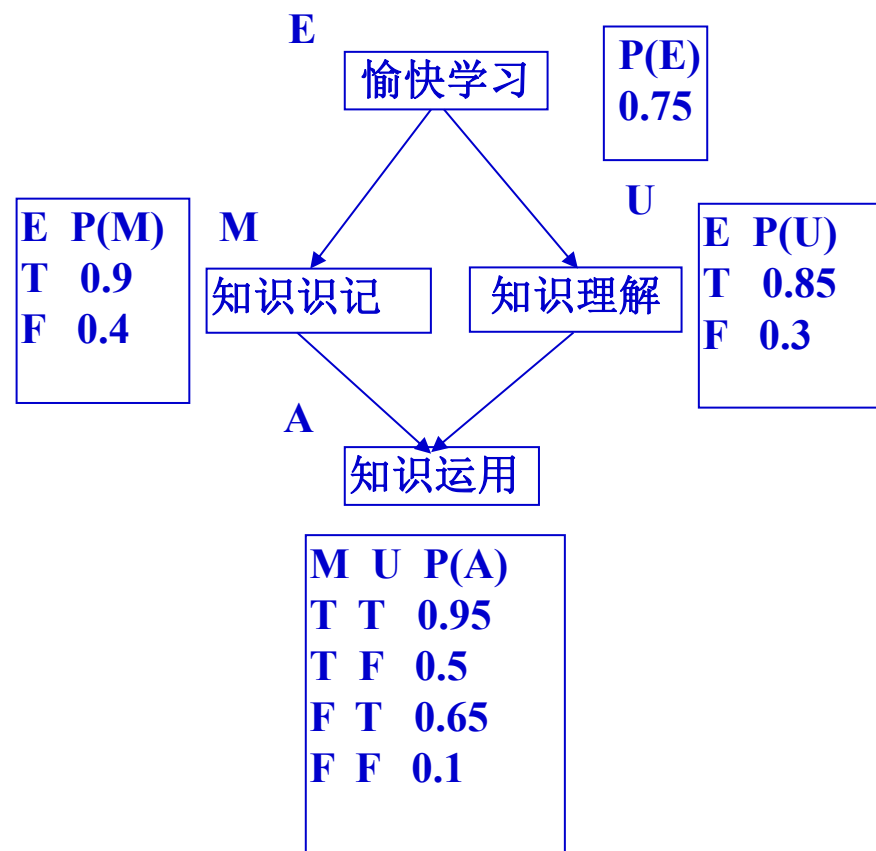 E
愉快学习
P(E)
0.75
E P(M)
T 0.9
F 0.4
M
知识识记
U
知识理解
E P(U)
T 0.85
F 0.3
A
知识运用
M U P(A)
T T 0.95
T F 0.5
F T 0.65
F F 0.1